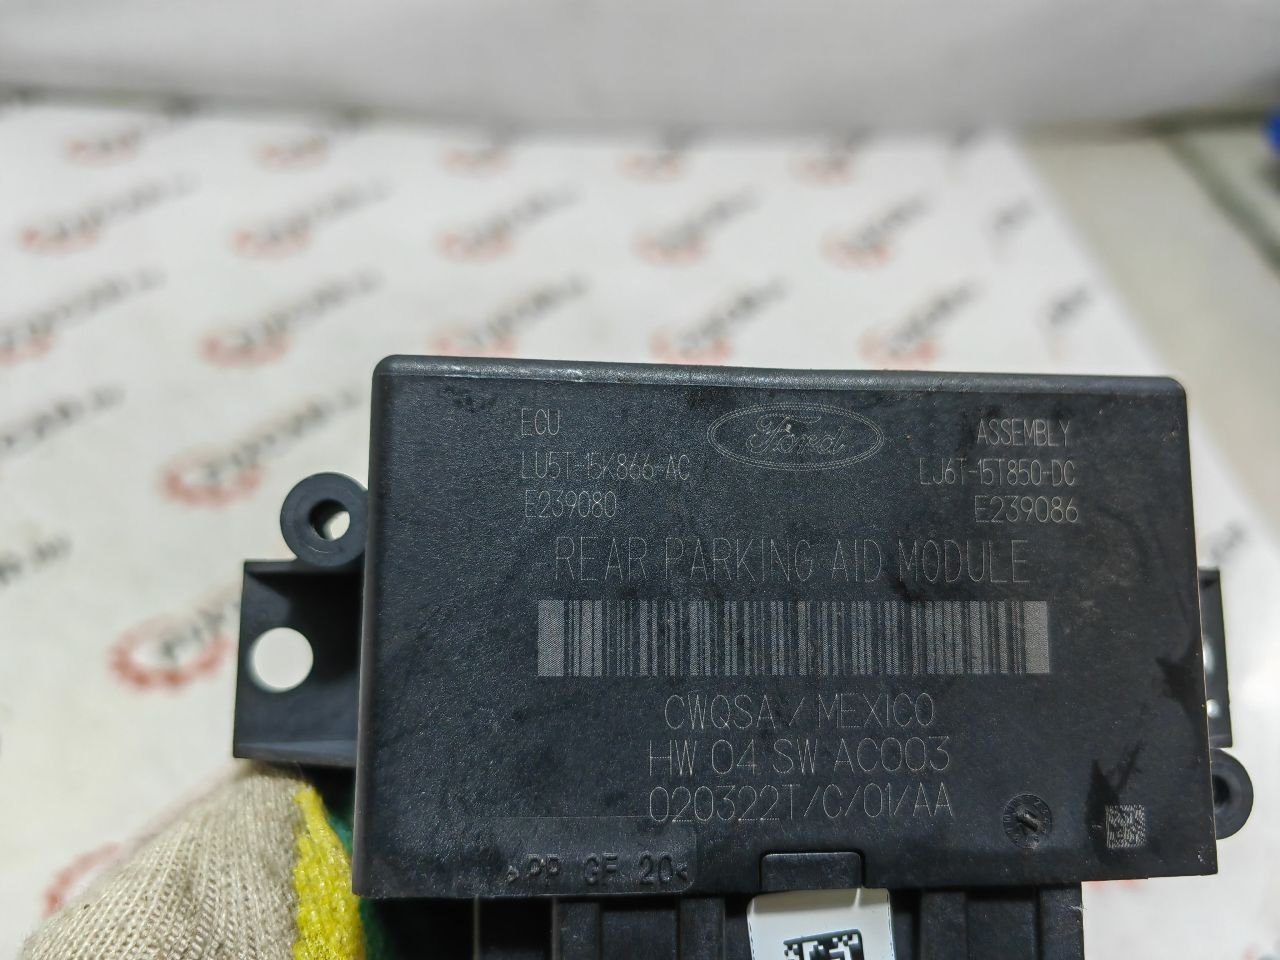 ECU
LU5T-15K866-AC
E239080
Ford
ASSEMBLY
LJ6T-15T850-DC
E239086
REAR PARKING AID MODULE
CWQSA / MEXICO
HW 04 SW AC003
020322T/C/01/AA
>PP GF 20<